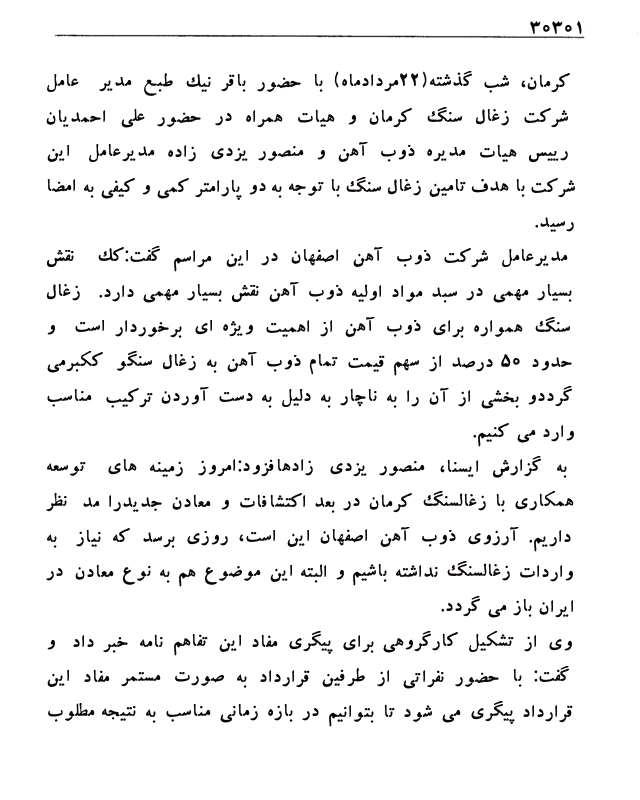 ۳۰۳۰۱
کرمان، شب گذشته(۲۲مردادماه) با حضور باقر نیک طبع مدیر عامل
شرکت زغال سنگ کرمان و هیات همراه در حضور علی احمدیان
رییس هیات مدیره ذوب آهن و منصور یزدی زاده مدیرعامل این
شرکت با هدف تامین زغال سنگ با توجه به دو پارامتر کمی و کیفی به امضا
رسید.
مدیرعامل شرکت ذوب آهن اصفهان در این مراسم گفت:کک نقش
بسیار مهمی در سبد مواد اولیه ذوب آهن نقش بسیار مهمی دارد. زغال
سنگ همواره برای ذوب آهن از اهمیت ویژه ای برخوردار است و
حدود ۵۰ درصد از سهم قیمت تمام ذوب آهن به زغال سنگو ککبرمی
گرددو بخشی از آن را به ناچار به دلیل به دست آوردن ترکیب مناسب
وارد می کنیم.
به گزارش ایسنا، منصور یزدی زادهافزود:امروز زمینه های توسعه
همکاری با زغالسنگ کرمان در بعد اکتشافات و معادن جدیدرا مد نظر
داریم. آرزوی ذوب آهن اصفهان این است، روزی برسد که نیاز به
واردات زغالسنگ نداشته باشیم و البته این موضوع هم به نوع معادن در
ایران باز می گردد.
وی از تشکیل کارگروهی برای پیگری مفاد این تفاهم نامه خبر داد و
گفت: با حضور نفراتی از طرفین قرارداد به صورت مستمر مفاد این
قرارداد پیگری می شود تا بتوانیم در بازه زمانی مناسب به نتیجه مطلوب